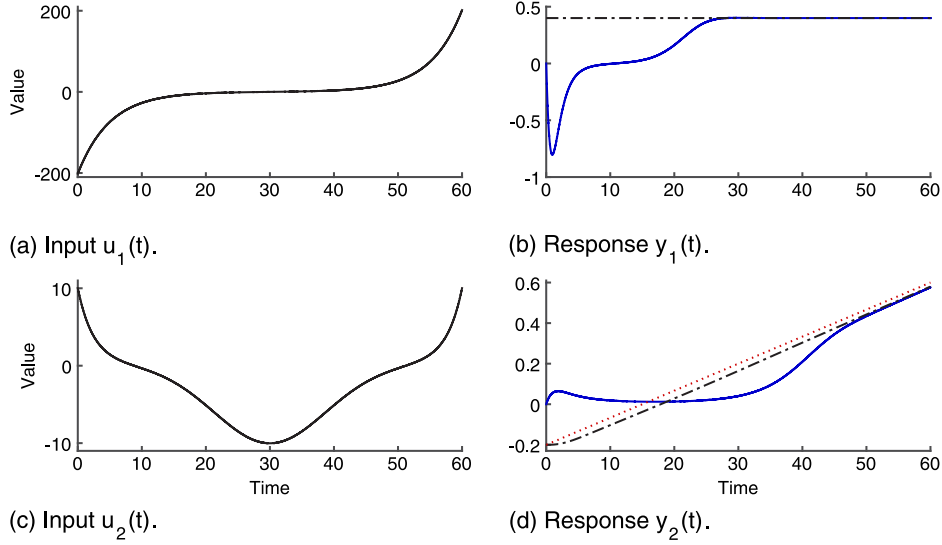 Value
200
0
-200
0 10 20 30 40 50 60
(a) Input u1(t).
0.5
0
-0.5
-1
0 10 20 30 40 50 60
(b) Response y1(t).
Value
10
0
-10
0 10 20 30 40 50 60
Time
(c) Input u2(t).
0.6
0.4
0.2
0
-0.2
0 10 20 30 40 50 60
Time
(d) Response y2(t).